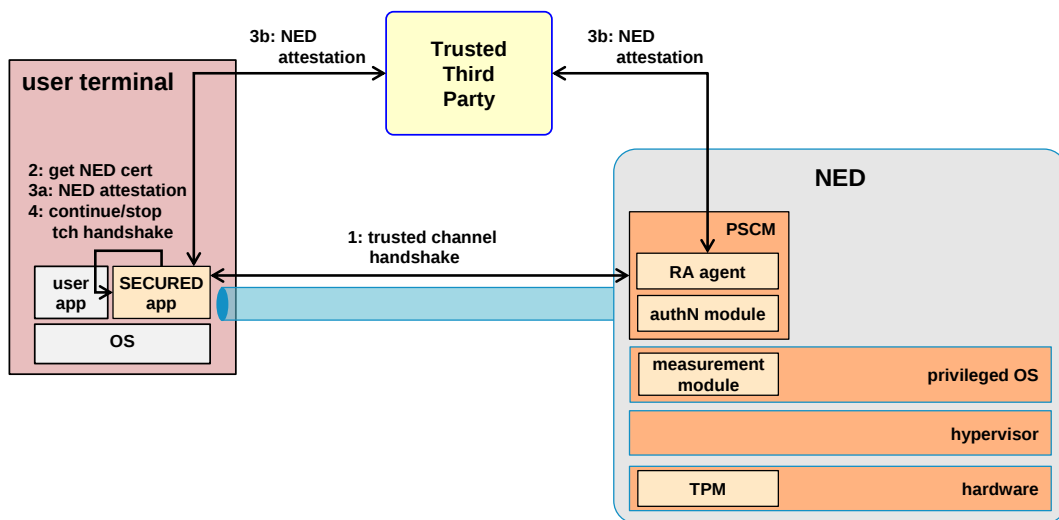 3b: NED
attestation
Trusted
Third
Party
3b: NED
attestation
user terminal
2: get NED cert
3a: NED attestation
4: continue/stop
tch handshake
user
app
SECURED
app
OS
1: trusted channel
handshake
NED
PSCM
RA agent
authN module
measurement
module
privileged OS
hypervisor
TPM
hardware